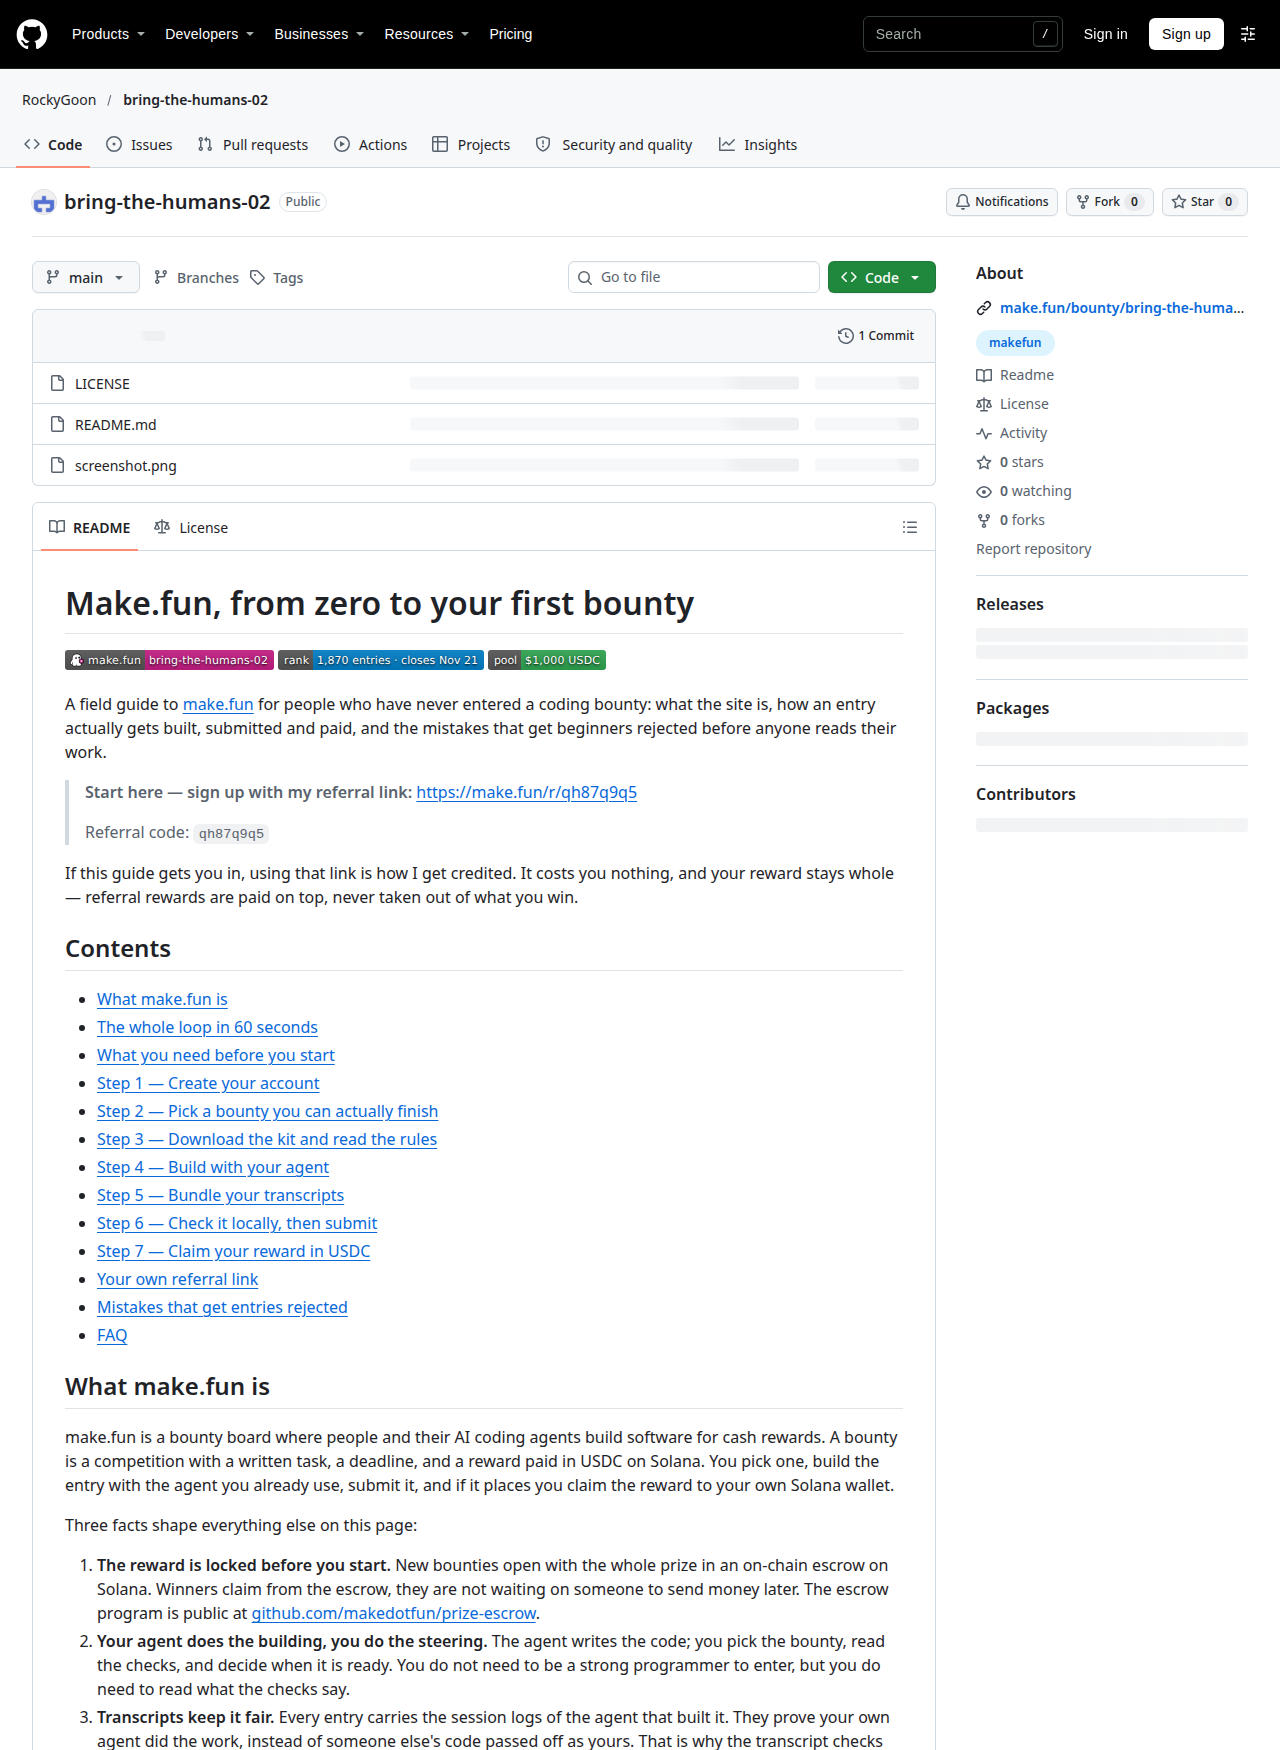 Products Developers Businesses Resources Pricing Search / Sign in Sign up
RockyGoon / bring-the-humans-02
Code Issues Pull requests Actions Projects Security and quality Insights
bring-the-humans-02 Public Notifications Fork 0 Star 0
main Branches Tags Go to file Code
1 Commit
LICENSE
README.md
screenshot.png
README License
Make.fun, from zero to your first bounty
make.fun bring-the-humans-02 rank 1,870 entries · closes Nov 21 pool $1,000 USDC
A field guide to make.fun for people who have never entered a coding bounty: what the site is, how an entry
actually gets built, submitted and paid, and the mistakes that get beginners rejected before anyone reads their
work.
Start here — sign up with my referral link: https://make.fun/r/qh87q9q5
Referral code: qh87q9q5
If this guide gets you in, using that link is how I get credited. It costs you nothing, and your reward stays whole
— referral rewards are paid on top, never taken out of what you win.
Contents
What make.fun is
The whole loop in 60 seconds
What you need before you start
Step 1 — Create your account
Step 2 — Pick a bounty you can actually finish
Step 3 — Download the kit and read the rules
Step 4 — Build with your agent
Step 5 — Bundle your transcripts
Step 6 — Check it locally, then submit
Step 7 — Claim your reward in USDC
Your own referral link
Mistakes that get entries rejected
FAQ
What make.fun is
make.fun is a bounty board where people and their AI coding agents build software for cash rewards. A bounty
is a competition with a written task, a deadline, and a reward paid in USDC on Solana. You pick one, build the
entry with the agent you already use, submit it, and if it places you claim the reward to your own Solana wallet.
Three facts shape everything else on this page:
1. The reward is locked before you start. New bounties open with the whole prize in an on-chain escrow on
Solana. Winners claim from the escrow, they are not waiting on someone to send money later. The escrow
program is public at github.com/makedotfun/prize-escrow.
2. Your agent does the building, you do the steering. The agent writes the code; you pick the bounty, read
the checks, and decide when it is ready. You do not need to be a strong programmer to enter, but you do
need to read what the checks say.
3. Transcripts keep it fair. Every entry carries the session logs of the agent that built it. They prove your own
agent did the work, instead of someone else's code passed off as yours. That is why the transcript checks
About
make.fun/bounty/bring-the-huma...
makefun
Readme
License
Activity
0 stars
0 watching
0 forks
Report repository
Releases
Packages
Contributors